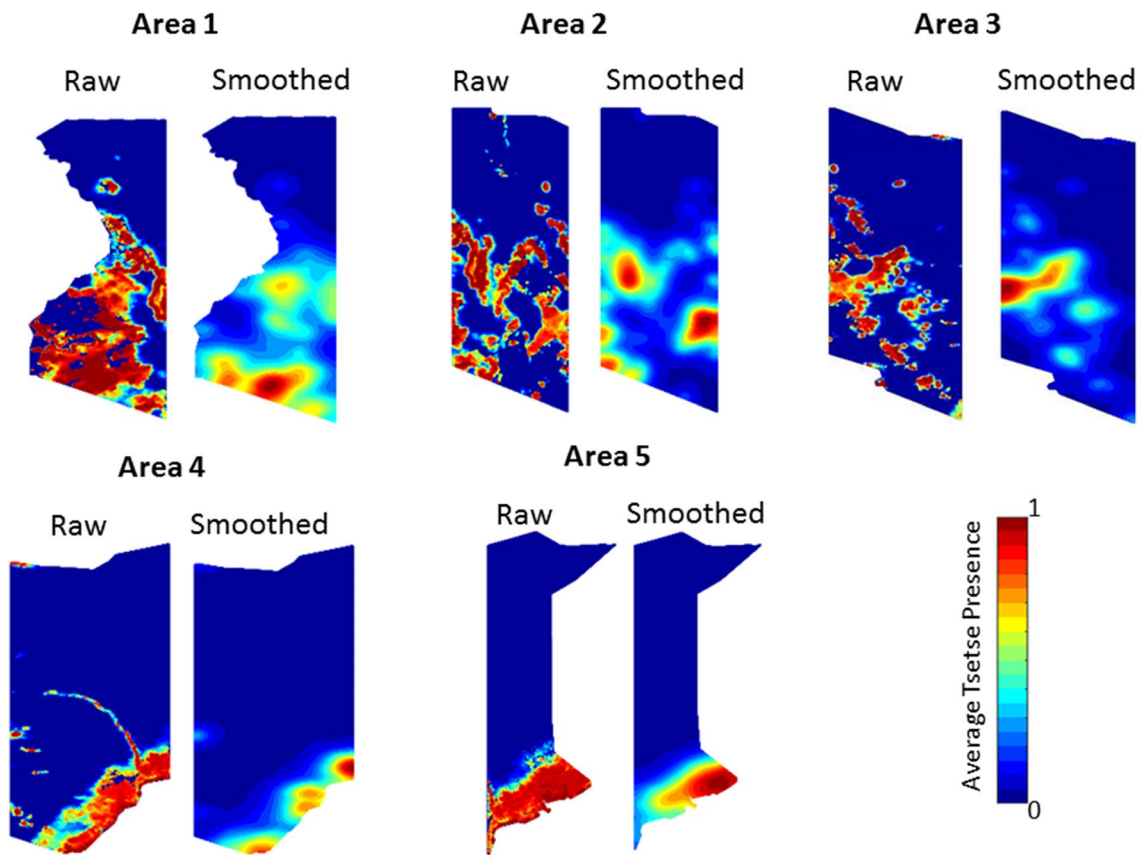 Area 1
Area 2
Area 3
Raw
Smoothed
Raw
Smoothed
Raw
Smoothed
Area 4
Area 5
Raw
Smoothed
Raw
Smoothed
1
Average Tsetse Presence
0